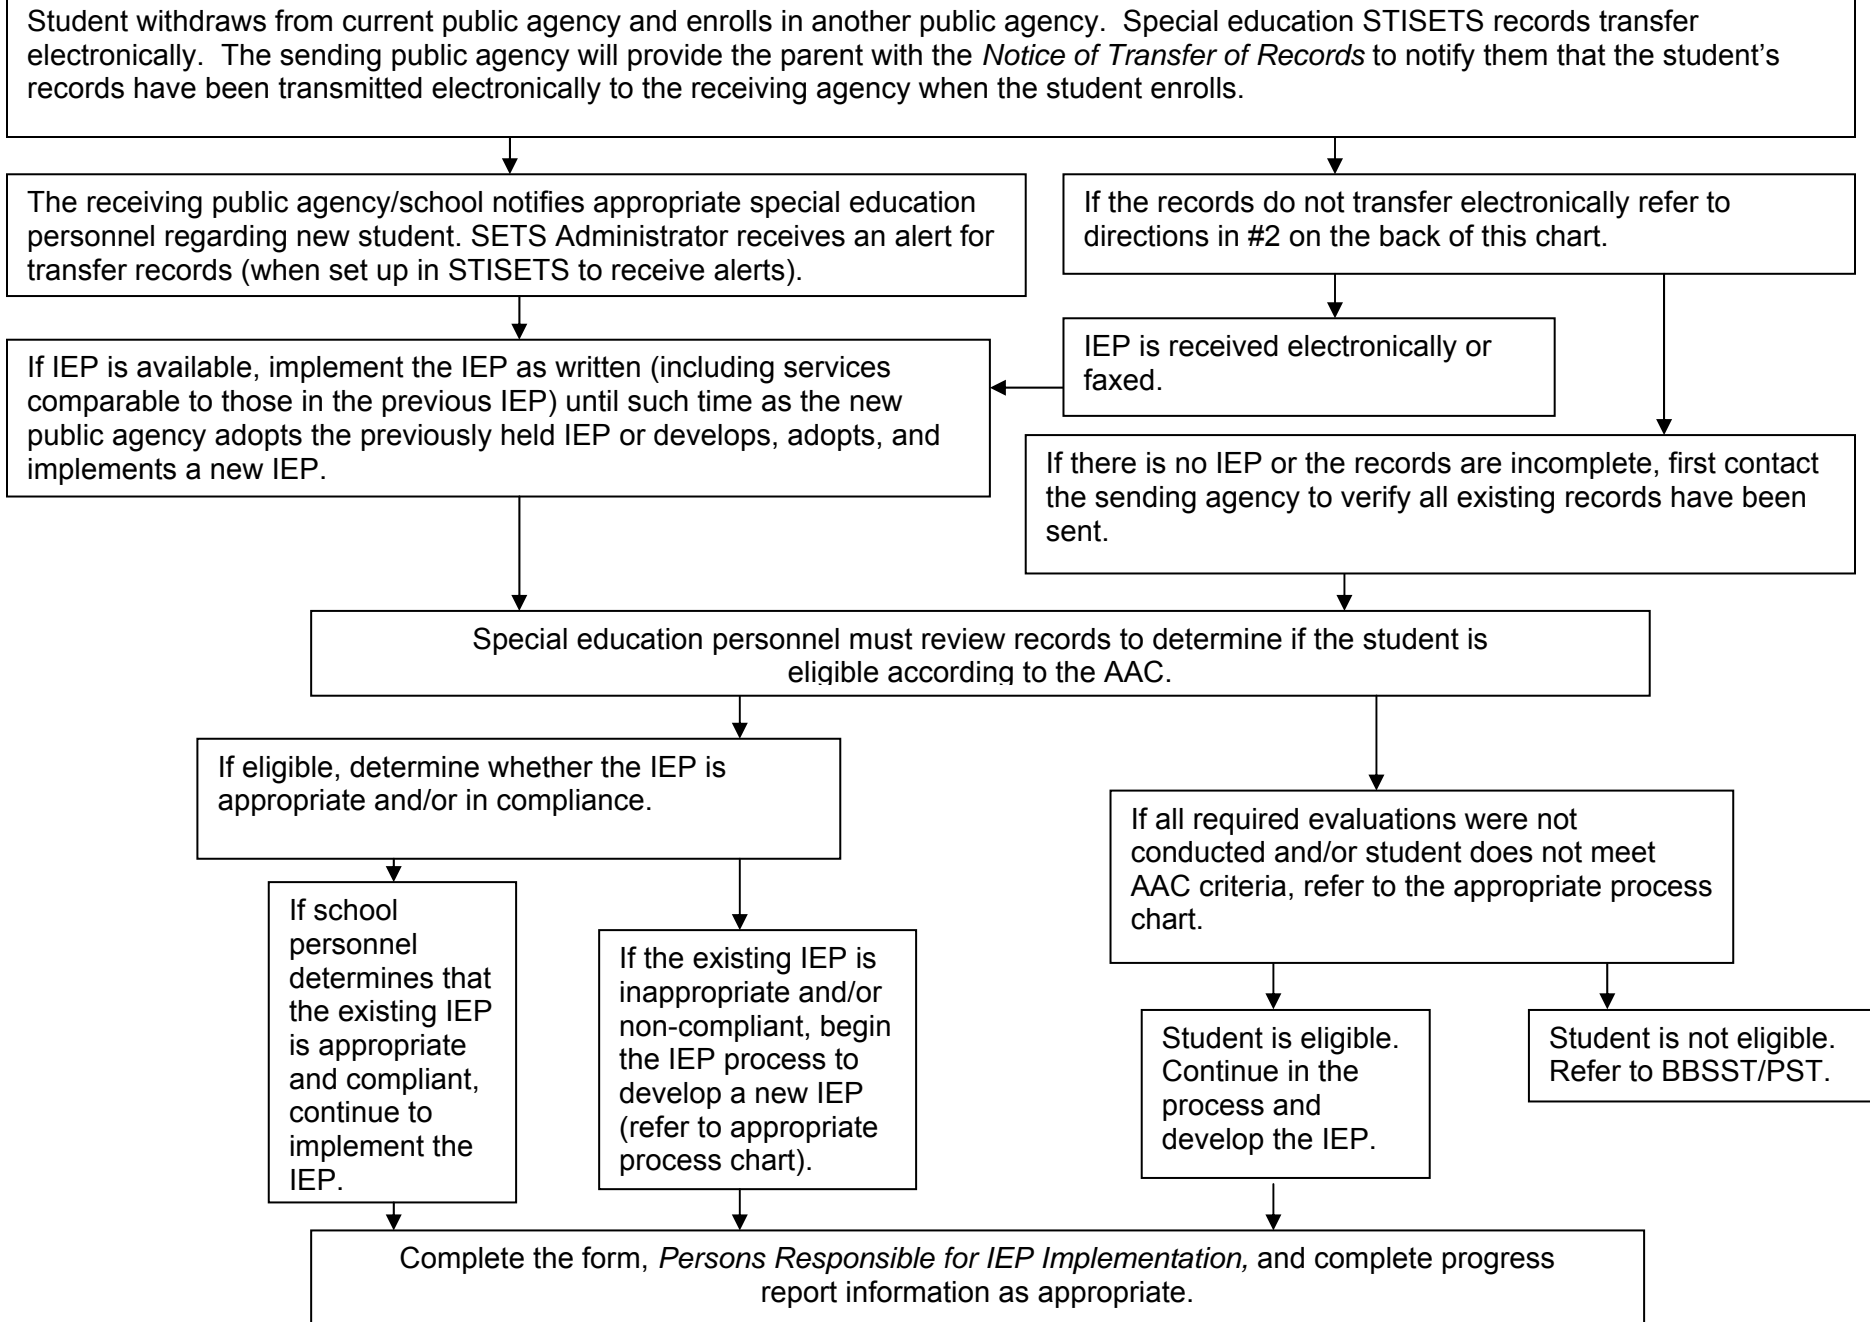 Student withdraws from current public agency and enrolls in another public agency.  Special education STISETS records transfer
electronically.  The sending public agency will provide the parent with the Notice of Transfer of Records to notify them that the student's
records have been transmitted electronically to the receiving agency when the student enrolls.
The receiving public agency/school notifies appropriate special education
personnel regarding new student. SETS Administrator receives an alert for
transfer records (when set up in STISETS to receive alerts).
If the records do not transfer electronically refer to
directions in #2 on the back of this chart.
IEP is received electronically or
faxed.
If IEP is available, implement the IEP as written (including services
comparable to those in the previous IEP) until such time as the new
public agency adopts the previously held IEP or develops, adopts, and
implements a new IEP.
If there is no IEP or the records are incomplete, first contact
the sending agency to verify all existing records have been
sent.
Special education personnel must review records to determine if the student is
eligible according to the AAC.
If eligible, determine whether the IEP is
appropriate and/or in compliance.
If all required evaluations were not
conducted and/or student does not meet
AAC criteria, refer to the appropriate process
chart.
If school
personnel
determines that
the existing IEP
is appropriate
and compliant,
continue to
implement the
IEP.
If the existing IEP is
inappropriate and/or
non-compliant, begin
the IEP process to
develop a new IEP
(refer to appropriate
process chart).
Student is eligible.
Continue in the
process and
develop the IEP.
Student is not eligible.
Refer to BBSST/PST.
Complete the form, Persons Responsible for IEP Implementation, and complete progress
report information as appropriate.